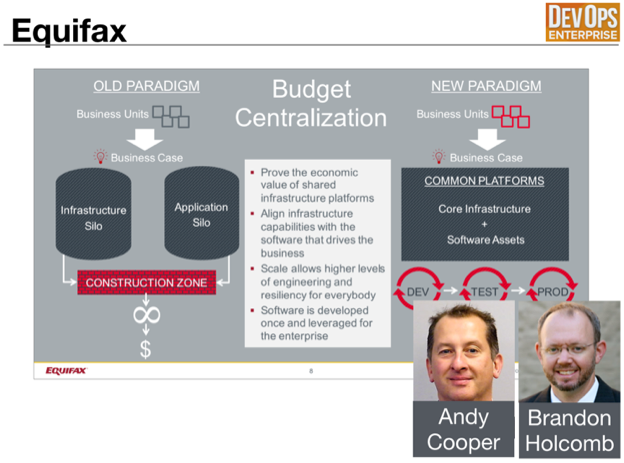 Equifax
DEVOPS
ENTERPRISE
OLD PARADIGM
Business Units
Business Case
Infrastructure
Silo
Application
Silo
CONSTRUCTION ZONE
∞
$
Budget
Centralization
▪ Prove the economic
value of shared
infrastructure platforms
▪ Align infrastructure
capabilities with the
software that drives the
business
▪ Scale allows higher levels
of engineering and
resiliency for everybody
▪ Software is developed
once and leveraged for
the enterprise
NEW PARADIGM
Business Units
Business Case
COMMON PLATFORMS
Core Infrastructure
+
Software Assets
DEV
TEST
PROD
EQUIFAX
8
Andy
Cooper
Brandon
Holcomb